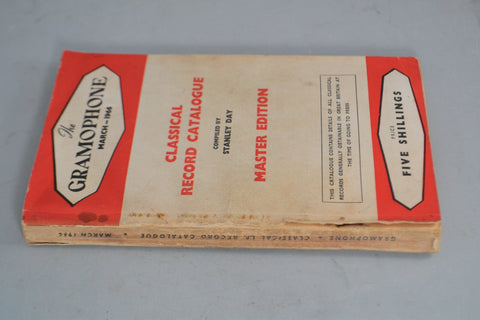 The
GRAMOPHONE
MARCH—1966
CLASSICAL
RECORD CATALOGUE
COMPILED BY
STANLEY DAY
MASTER EDITION
THIS CATALOGUE CONTAINS DETAILS OF ALL CLASSICAL
RECORDS GENERALLY OBTAINABLE IN GREAT BRITAIN AT
THE TIME OF GOING TO PRESS
PRICE
FIVE SHILLINGS
GRAMOPHONE ★ CLASSICAL LP RECORD CATALOGUE ★ MARCH 1966